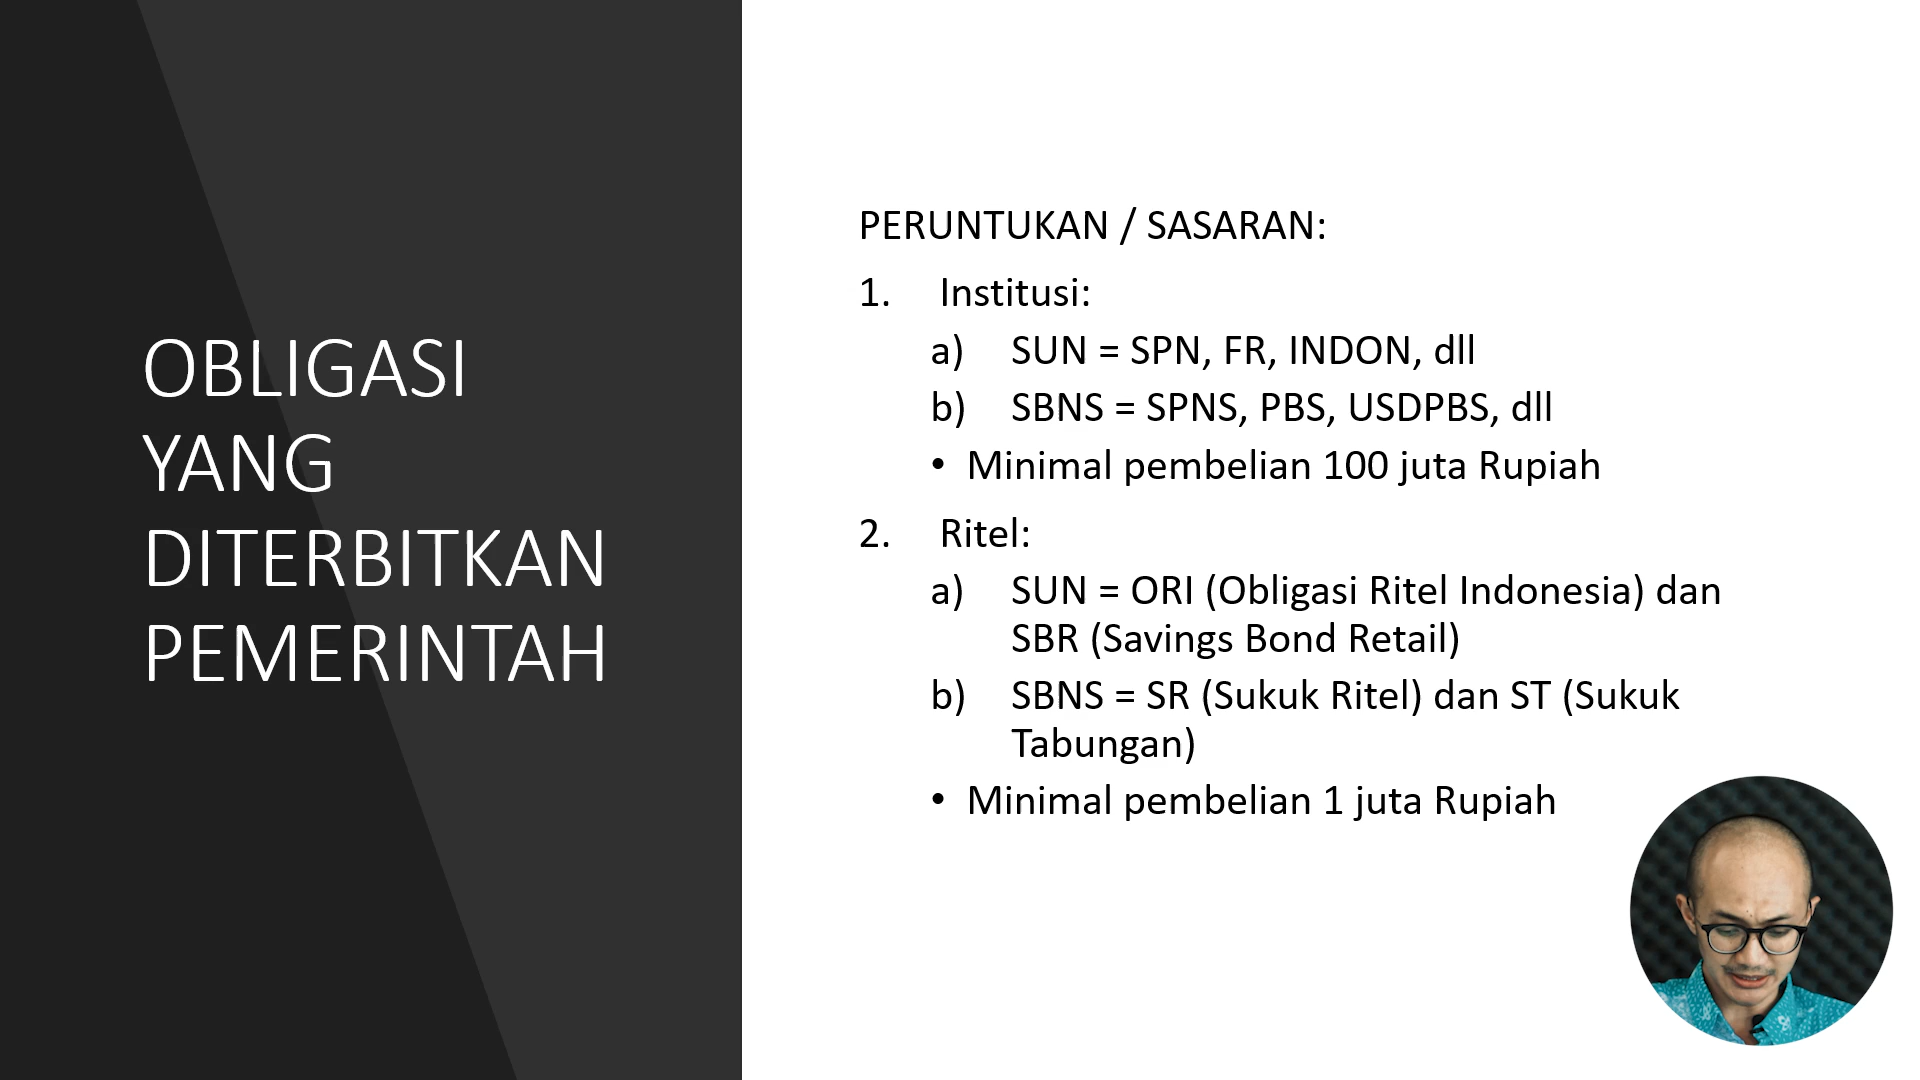 OBLIGASI
YANG
DITERBITKAN
PEMERINTAH
PERUNTUKAN / SASARAN:
1. Institusi:
a) SUN = SPN, FR, INDON, dll
b) SBNS = SPNS, PBS, USDPBS, dll
• Minimal pembelian 100 juta Rupiah
2. Ritel:
a) SUN = ORI (Obligasi Ritel Indonesia) dan
SBR (Savings Bond Retail)
b) SBNS = SR (Sukuk Ritel) dan ST (Sukuk
Tabungan)
• Minimal pembelian 1 juta Rupiah